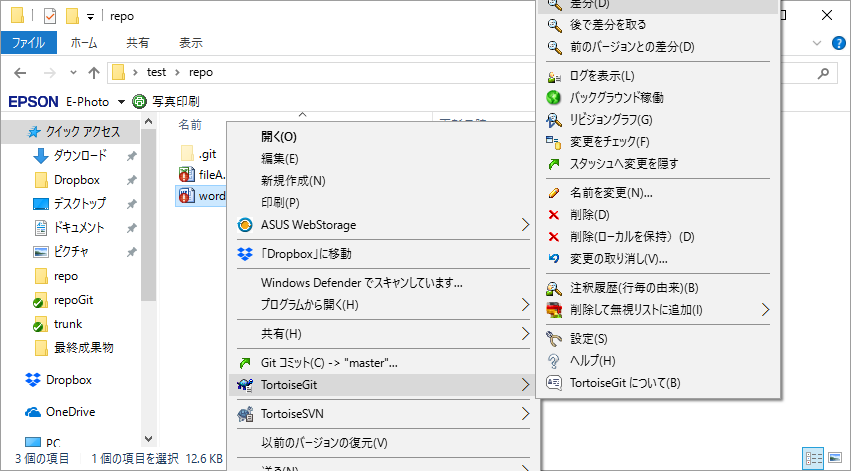 repo
ファイル
ホーム
共有
表示
test
repo
EPSON
E-Photo
写真印刷
クイック アクセス
ダウンロード
Dropbox
デスクトップ
ドキュメント
ピクチャ
repo
repoGit
trunk
最終成果物
Dropbox
OneDrive
PC
名前
.git
fileA.
word
開く(O)
編集(E)
新規作成(N)
印刷(P)
ASUS WebStorage
「Dropbox」に移動
Windows Defender でスキャンしています...
プログラムから開く(H)
共有(H)
Git コミット(C) -> "master"...
TortoiseGit
TortoiseSVN
以前のバージョンの復元(V)
送る(N)
差分(D)
後で差分を取る
前のバージョンとの差分(D)
ログを表示(L)
バックグラウンド稼働
リビジョングラフ(G)
変更をチェック(F)
スタッシュへ変更を隠す
名前を変更(N)...
削除(D)
削除(ローカルを保持） (D)
変更の取り消し(V)...
注釈履歴(行毎の由来)(B)
削除して無視リストに追加(I)
設定(S)
ヘルプ(H)
TortoiseGit について(B)
3 個の項目
1 個の項目を選択
12.6 KB